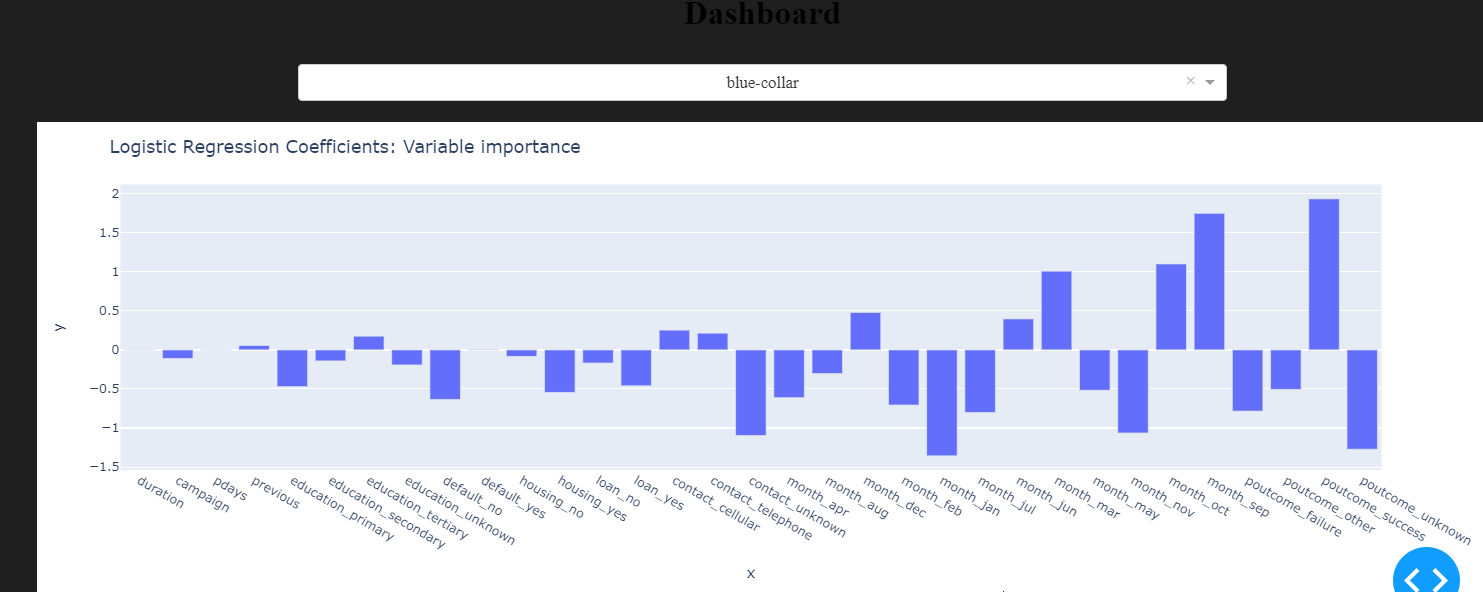 Dashboard
blue-collar
×
Logistic Regression Coefficients: Variable importance
2
1.5
1
0.5
0
−0.5
−1
−1.5
y
duration
campaign
pdays
previous
education_primary
education_secondary
education_tertiary
education_unknown
default_no
default_yes
housing_no
housing_yes
loan_no
loan_yes
contact_cellular
contact_telephone
contact_unknown
month_apr
month_aug
month_dec
month_feb
month_jan
month_jul
month_jun
month_mar
month_may
month_nov
month_oct
month_sep
poutcome_failure
poutcome_other
poutcome_success
poutcome_unknown
x